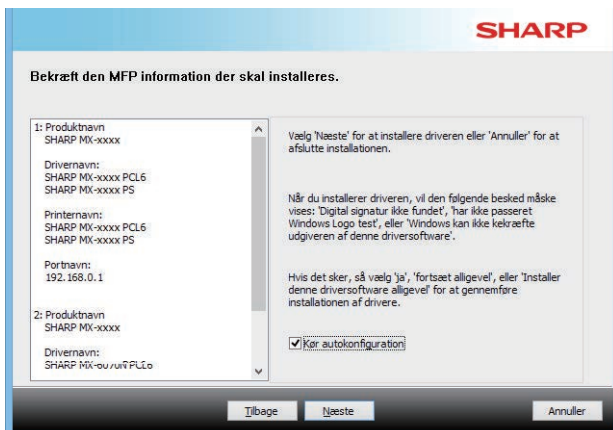 SHARP
Bekræft den MFP information der skal installeres.
1: Produktnavn
SHARP MX-xxxx
Drivernavn:
SHARP MX-xxxx PCL6
SHARP MX-xxxx PS
Printernavn:
SHARP MX-xxxx PCL6
SHARP MX-xxxx PS
Portnavn:
192.168.0.1
2: Produktnavn
SHARP MX-xxxx
Drivernavn:
SHARP
Vælg 'Næste' for at installere driveren eller 'Annuller' for at
afslutte installationen.
Når du installerer driveren, vil den følgende besked måske
vises: 'Digital signatur ikke fundet', 'har ikke passeret
Windows Logo test', eller 'Windows kan ikke kekræfte
udgiveren af denne driversoftware'.
Hvis det sker, så vælg 'ja', 'fortsæt alligevel', eller 'Installer
denne driversoftware alligevel' for at gennemføre
installationen af drivere.
Kør autokonfiguration
Tilbage
Næste
Annuller